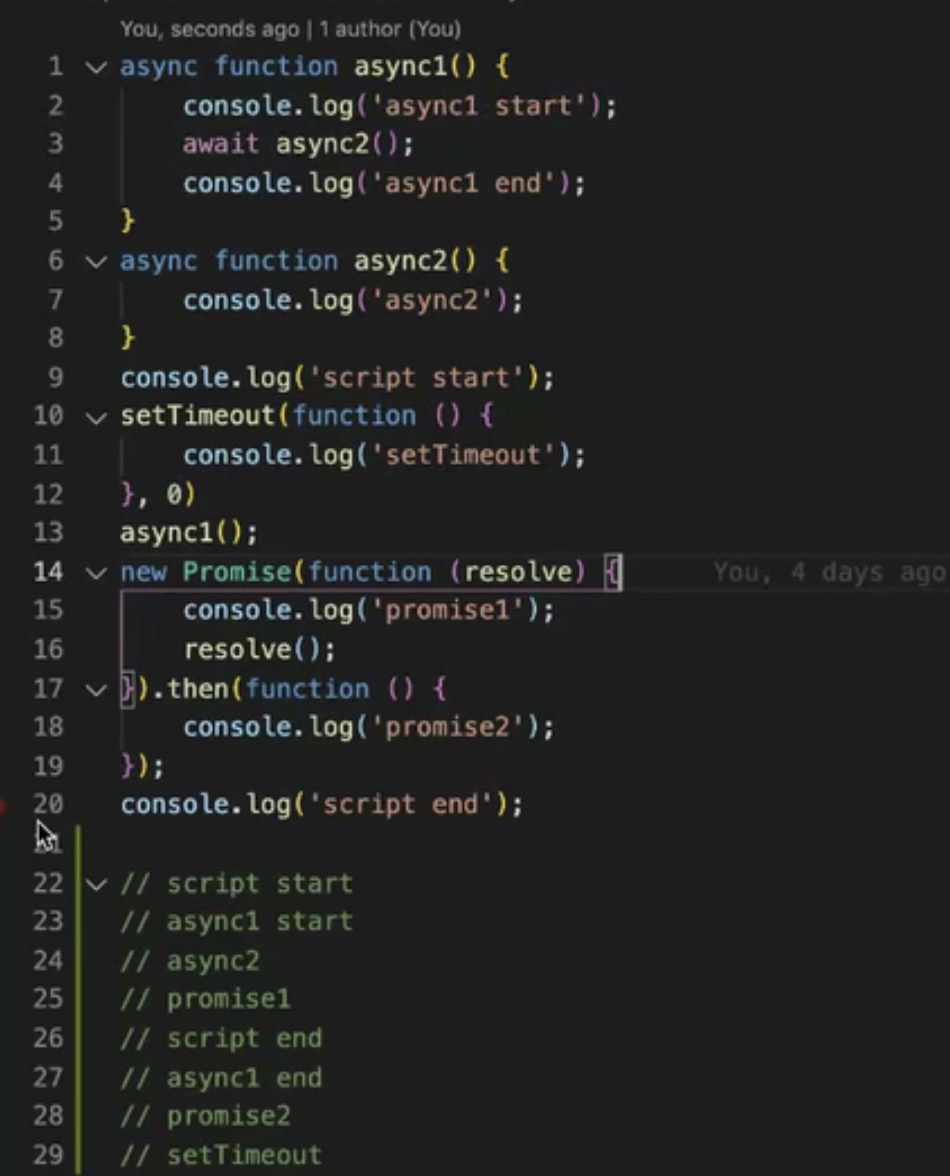 You, seconds ago | 1 author (You)
1 async function async1() {
2 console.log('async1 start');
3 await async2();
4 console.log('async1 end');
5 }
6 async function async2() {
7 console.log('async2');
8 }
9 console.log('script start');
10 setTimeout(function () {
11 console.log('setTimeout');
12 }, 0)
13 async1();
14 new Promise(function (resolve) { You, 4 days ago
15 console.log('promise1');
16 resolve();
17 }).then(function () {
18 console.log('promise2');
19 });
20 console.log('script end');
21
22 // script start
23 // async1 start
24 // async2
25 // promise1
26 // script end
27 // async1 end
28 // promise2
29 // setTimeout